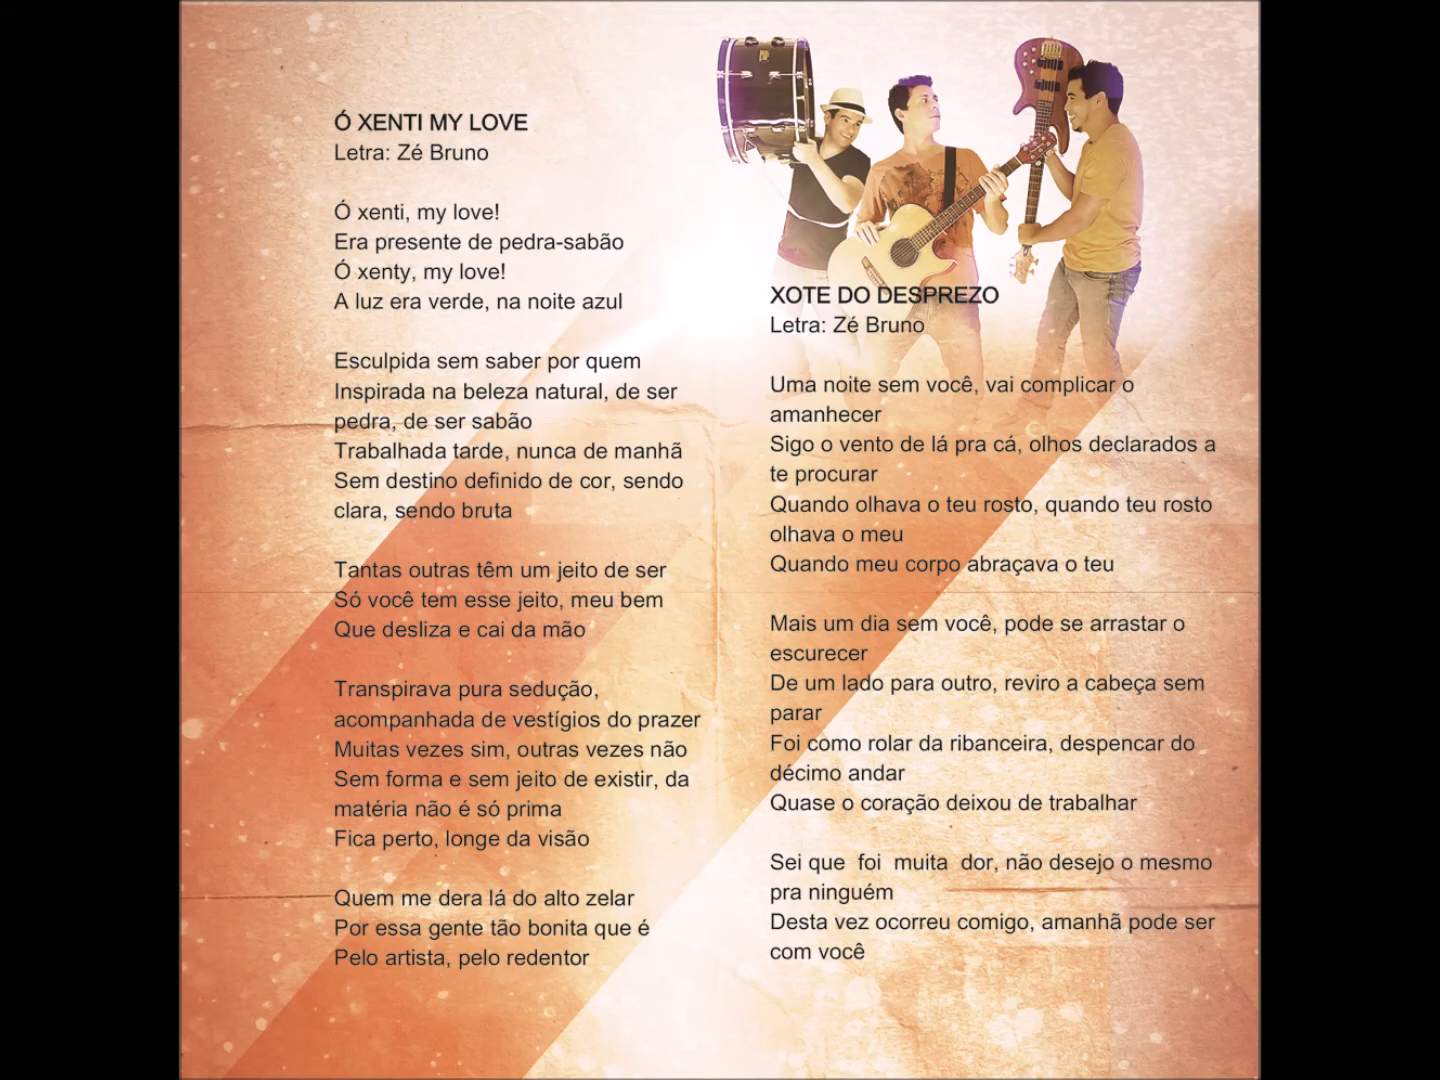 Ó XENTI MY LOVE
Letra: Zé Bruno
Ó xenti, my love!
Era presente de pedra-sabão
Ó xenty, my love!
A luz era verde, na noite azul
Esculpida sem saber por quem
Inspirada na beleza natural, de ser
pedra, de ser sabão
Trabalhada tarde, nunca de manhã
Sem destino definido de cor, sendo
clara, sendo bruta
Tantas outras têm um jeito de ser
Só você tem esse jeito, meu bem
Que desliza e cai da mão
Transpirava pura sedução,
acompanhada de vestígios do prazer
Muitas vezes sim, outras vezes não
Sem forma e sem jeito de existir, da
matéria não é só prima
Fica perto, longe da visão
Quem me dera lá do alto zelar
Por essa gente tão bonita que é
Pelo artista, pelo redentor
XOTE DO DESPREZO
Letra: Zé Bruno
Uma noite sem você, vai complicar o
amanhecer
Sigo o vento de lá pra cá, olhos declarados a
te procurar
Quando olhava o teu rosto, quando teu rosto
olhava o meu
Quando meu corpo abraçava o teu
Mais um dia sem você, pode se arrastar o
escurecer
De um lado para outro, reviro a cabeça sem
parar
Foi como rolar da ribanceira, despencar do
décimo andar
Quase o coração deixou de trabalhar
Sei que  foi  muita  dor, não desejo o mesmo
pra ninguém
Desta vez ocorreu comigo, amanhã pode ser
com você